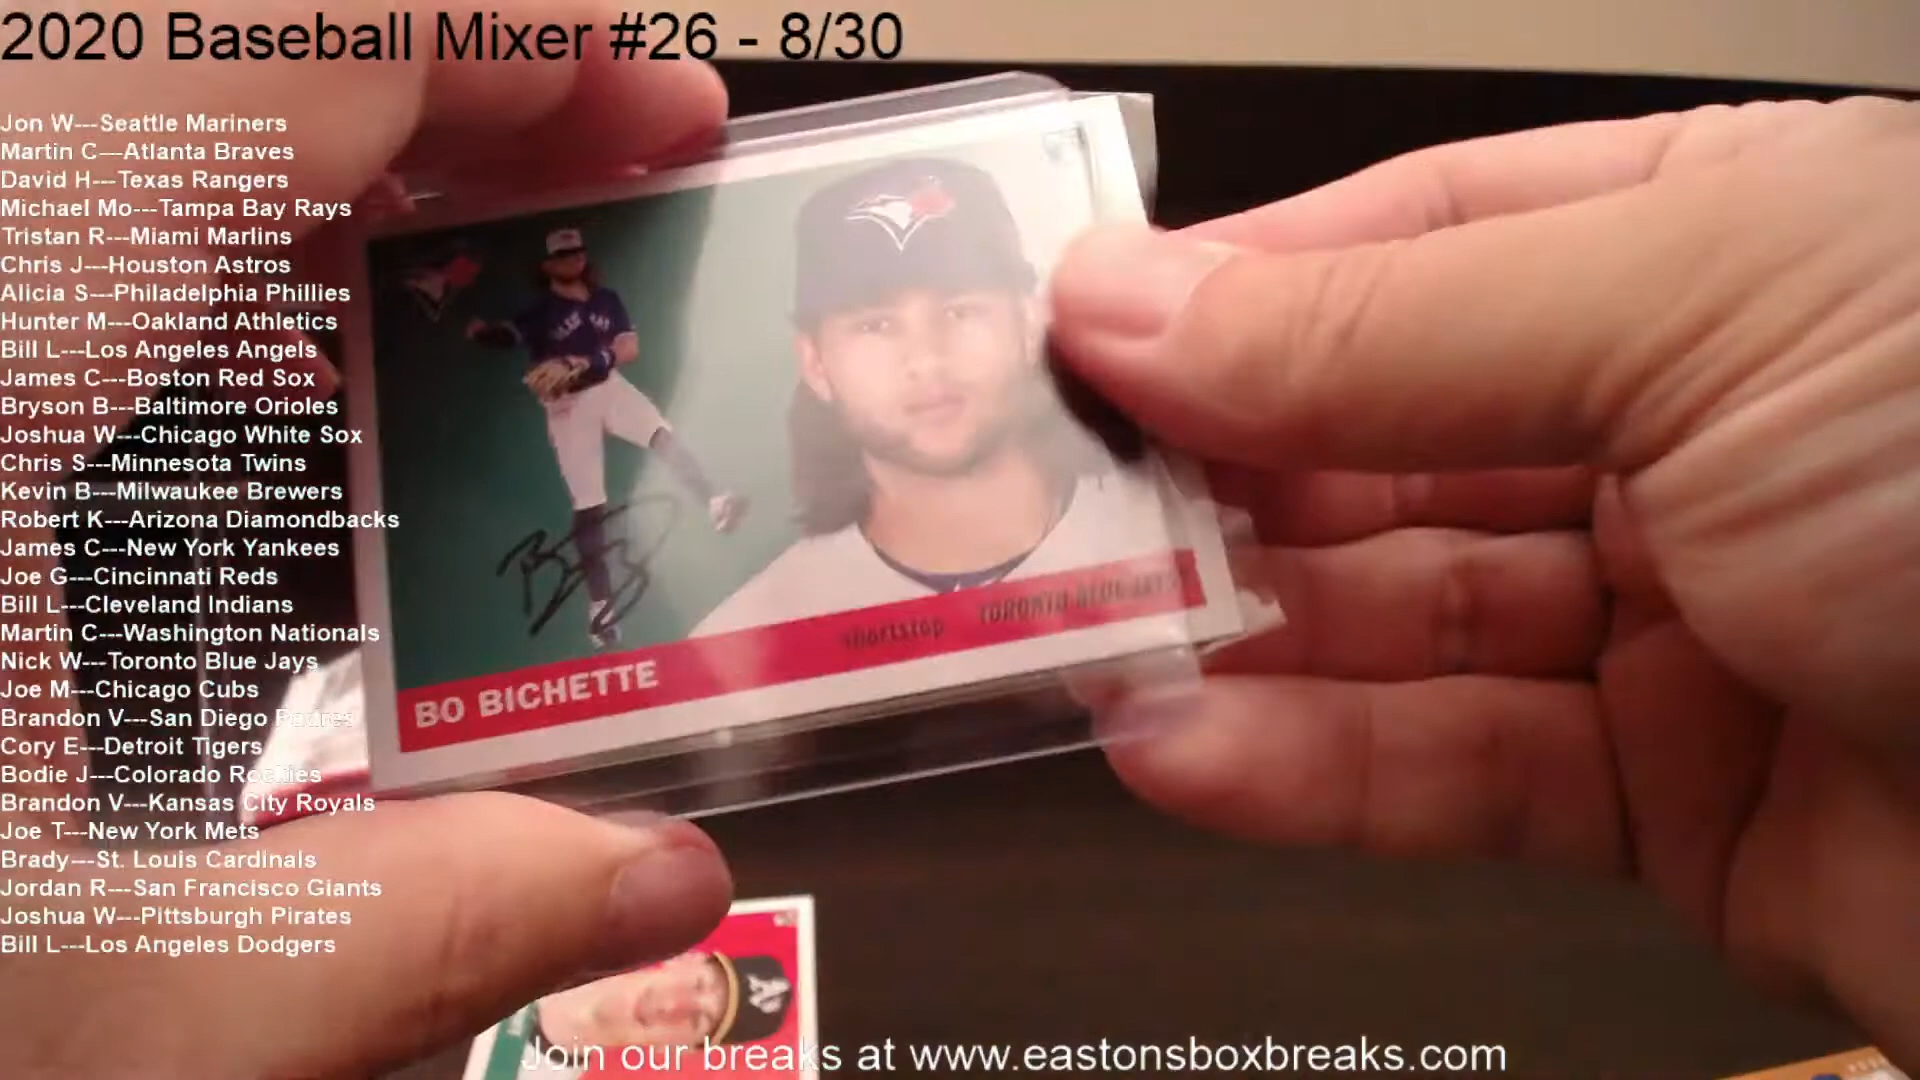 2020 Baseball Mixer #26 - 8/30
Jon W---Seattle Mariners
Martin C---Atlanta Braves
David H---Texas Rangers
Michael Mo---Tampa Bay Rays
Tristan R---Miami Marlins
Chris J---Houston Astros
Alicia S---Philadelphia Phillies
Hunter M---Oakland Athletics
Bill L---Los Angeles Angels
James C---Boston Red Sox
Bryson B---Baltimore Orioles
Joshua W---Chicago White Sox
Chris S---Minnesota Twins
Kevin B---Milwaukee Brewers
Robert K---Arizona Diamondbacks
James C---New York Yankees
Joe G---Cincinnati Reds
Bill L---Cleveland Indians
Martin C---Washington Nationals
Nick W---Toronto Blue Jays
Joe M---Chicago Cubs
Brandon V---San Diego Padres
Cory E---Detroit Tigers
Bodie J---Colorado Rockies
Brandon V---Kansas City Royals
Joe T---New York Mets
Brady---St. Louis Cardinals
Jordan R---San Francisco Giants
Joshua W---Pittsburgh Pirates
Bill L---Los Angeles Dodgers
BO BICHETTE shortstop TORONTO BLUE JAYS
Join our breaks at www.eastonsboxbreaks.com